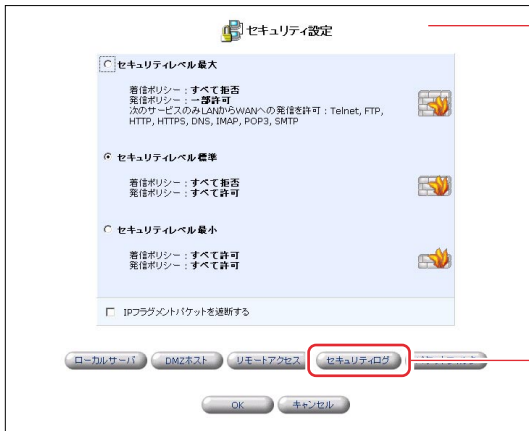 セキュリティ設定
セキュリティレベル 最大
着信ポリシー：すべて拒否
発信ポリシー：一部許可
次のサービスのみLANからWANへの発信を許可：Telnet, FTP,
HTTP, HTTPS, DNS, IMAP, POP3, SMTP
セキュリティレベル 標準
着信ポリシー：すべて拒否
発信ポリシー：すべて許可
セキュリティレベル 最小
着信ポリシー：すべて許可
発信ポリシー：すべて許可
IPフラグメントパケットを遮断する
ローカルサーバ DMZホスト リモートアクセス セキュリティログ
OK キャンセル